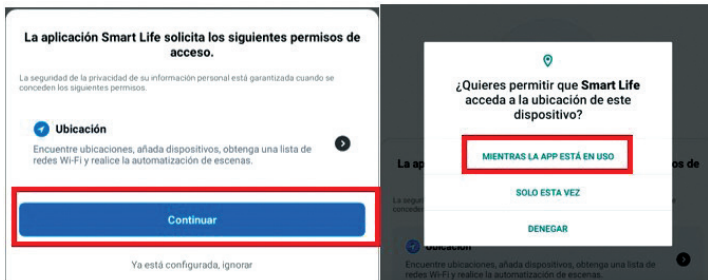 La aplicación Smart Life solicita los siguientes permisos de
acceso.
La seguridad de la privacidad de su información personal está garantizada cuando se
conceden los siguientes permisos.
Ubicación
Encuentre ubicaciones, añada dispositivos, obtenga una lista de
redes Wi-Fi y realice la automatización de escenas.
Continuar
Ya está configurada, ignorar
¿Quieres permitir que Smart Life
acceda a la ubicación de este
dispositivo?
MIENTRAS LA APP ESTÁ EN USO
SOLO ESTA VEZ
DENEGAR
La ap
os de
La segu
conceden
Ubicación
Encuentre ubicaciones, añada dispositivos, obtenga una lista de
redes Wi-Fi y realice la automatización de escenas.